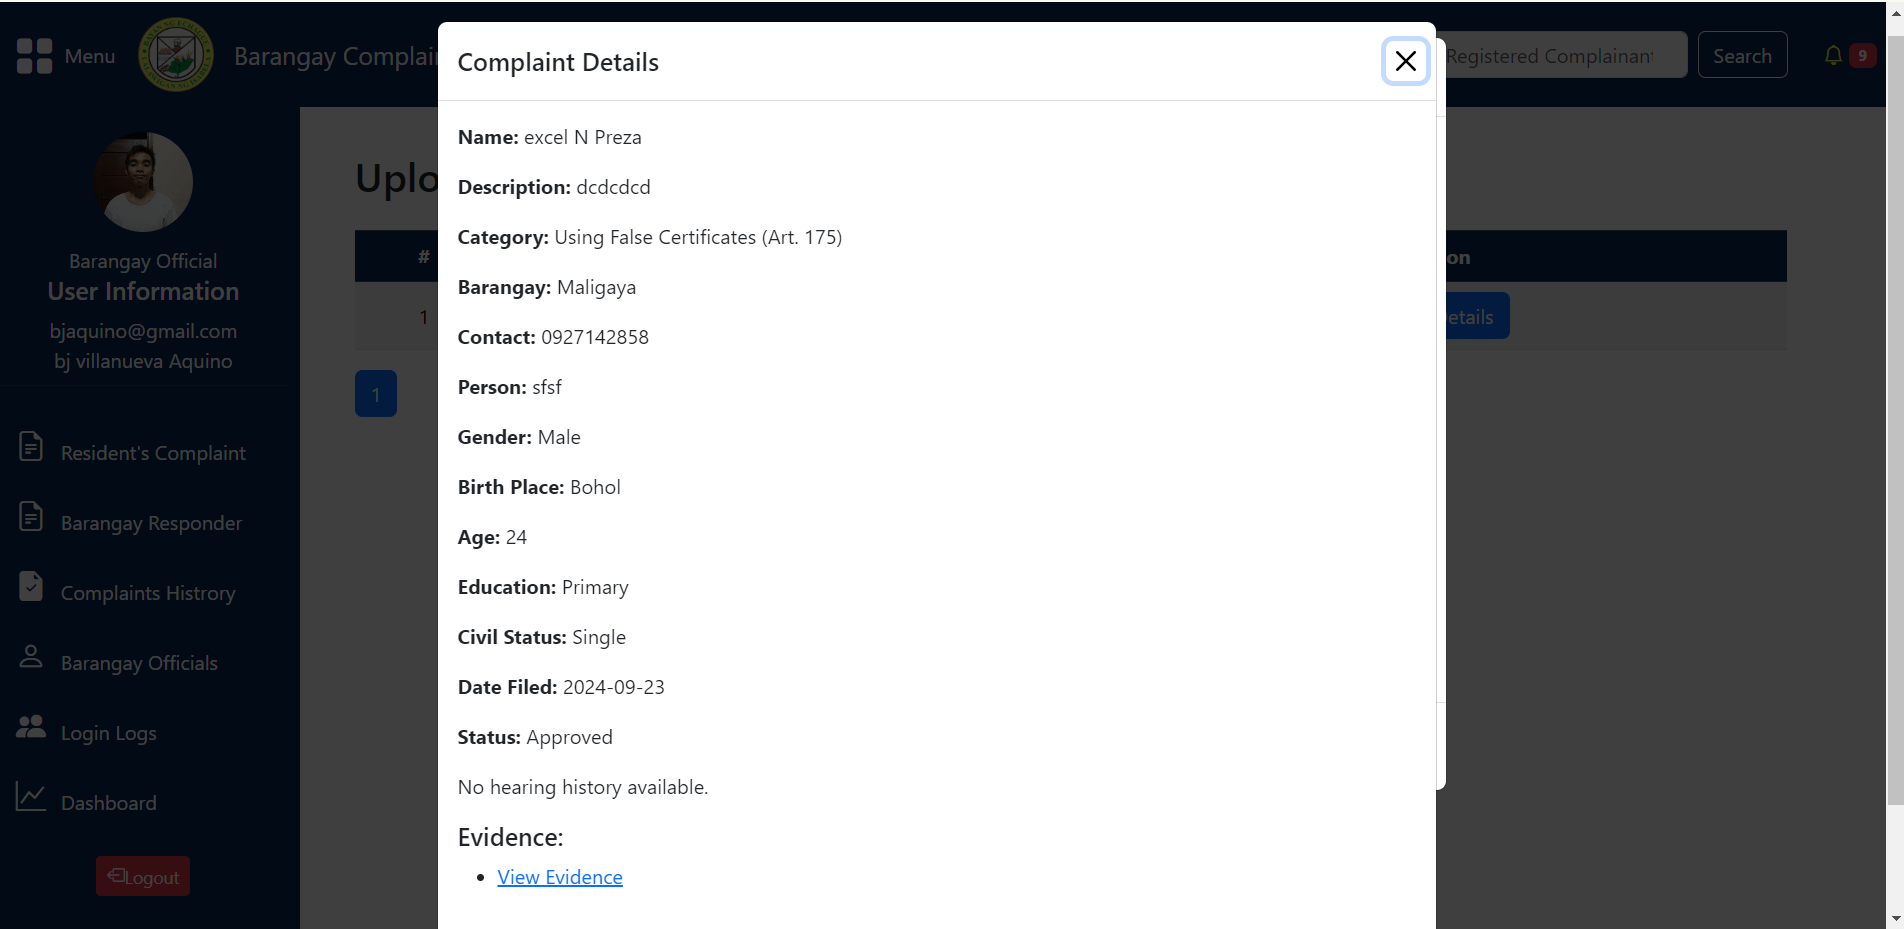 Menu
Barangay Complai
Registered Complainant
Search
9
Barangay Official
User Information
bjaquino@gmail.com
bj villanueva Aquino
Resident's Complaint
Barangay Responder
Complaints Histrory
Barangay Officials
Login Logs
Dashboard
Logout
Uplo
#
on
1
etails
1
Complaint Details
Name: excel N Preza
Description: dcdcdcd
Category: Using False Certificates (Art. 175)
Barangay: Maligaya
Contact: 0927142858
Person: sfsf
Gender: Male
Birth Place: Bohol
Age: 24
Education: Primary
Civil Status: Single
Date Filed: 2024-09-23
Status: Approved
No hearing history available.
Evidence:
• View Evidence